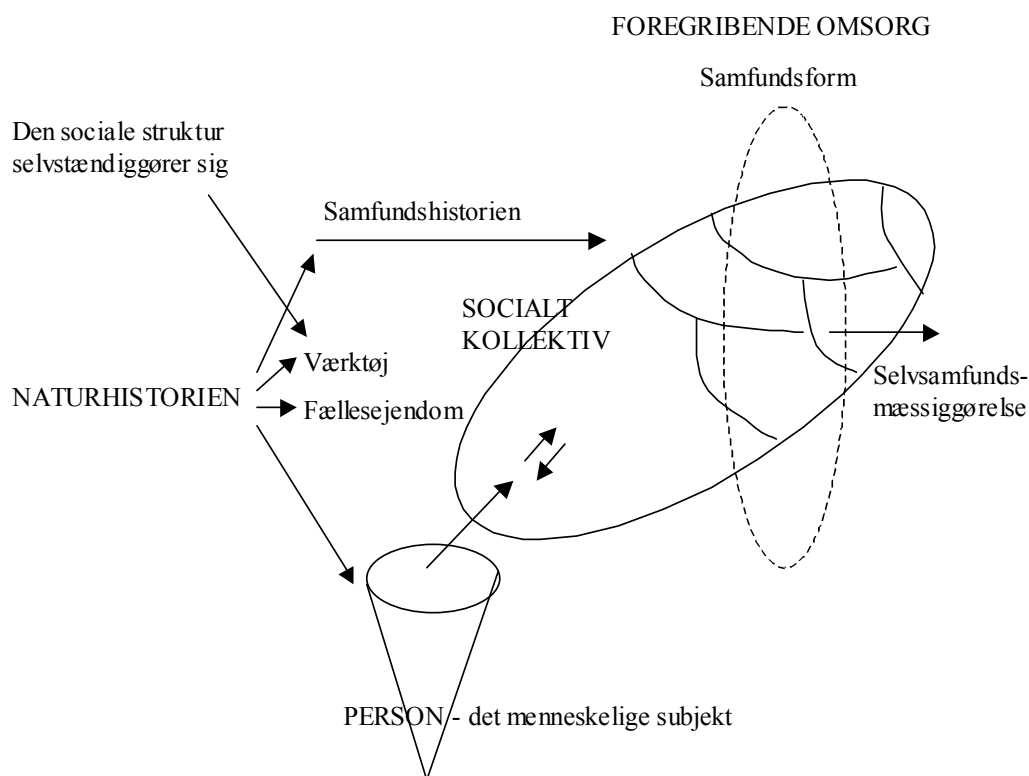 FOREGRIBENDE OMSORG
Samfundsform
Den sociale struktur
selvstændiggører sig
Samfundshistorien
SOCIALT
KOLLEKTIV
Værktøj
NATURHISTORIEN
Fællesejendom
Selvsamfunds-
mæssiggørelse
PERSON - det menneskelige subjekt